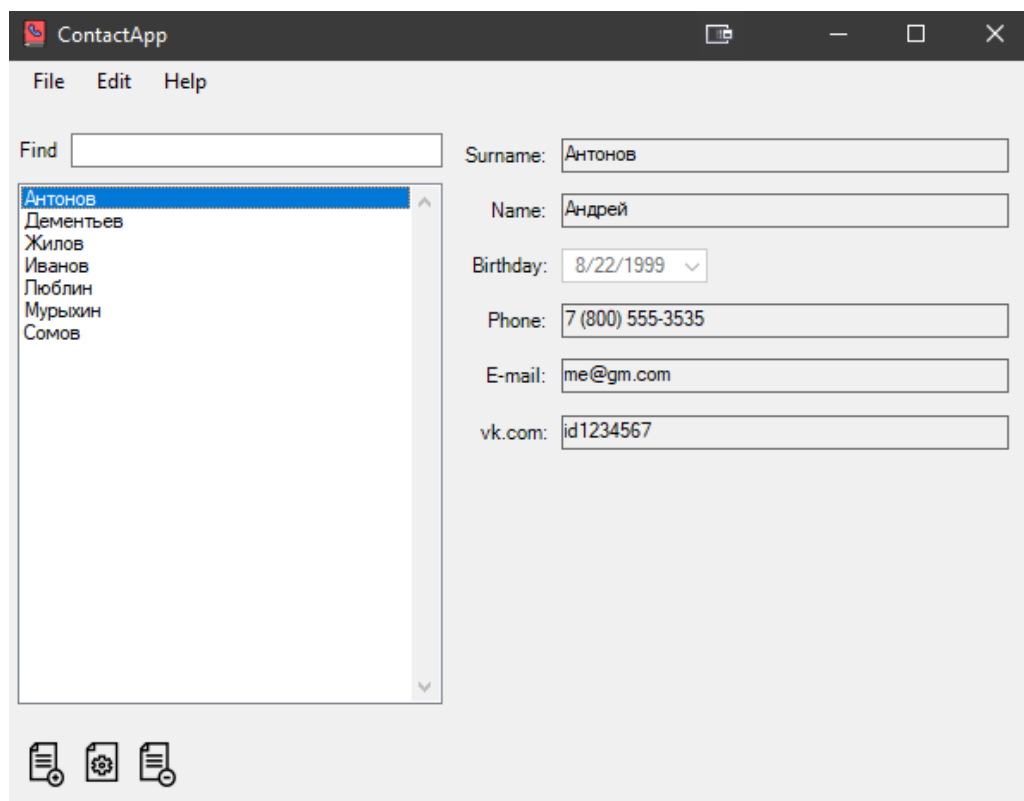 ContactApp
File Edit Help
Find
Антонов
Дементьев
Жилов
Иванов
Люблин
Мурыхин
Сомов
Surname: Антонов
Name: Андрей
Birthday: 8/22/1999
Phone: 7 (800) 555-3535
E-mail: me@gm.com
vk.com: id1234567